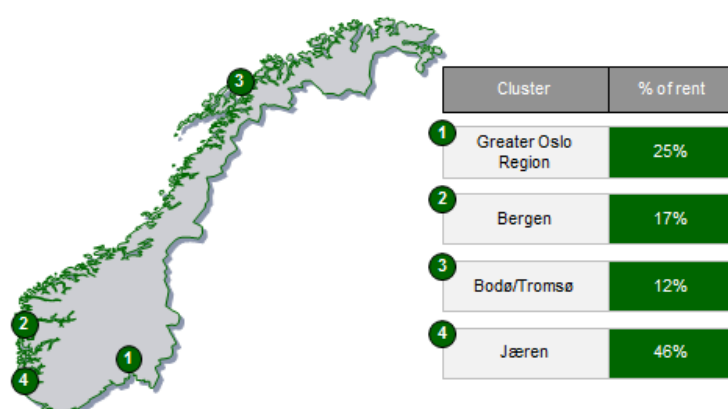 3
2
1
4
Cluster % of rent
1
Greater Oslo
Region
25%
2
Bergen 17%
3
Bodø/Tromsø 12%
4
Jæren 46%